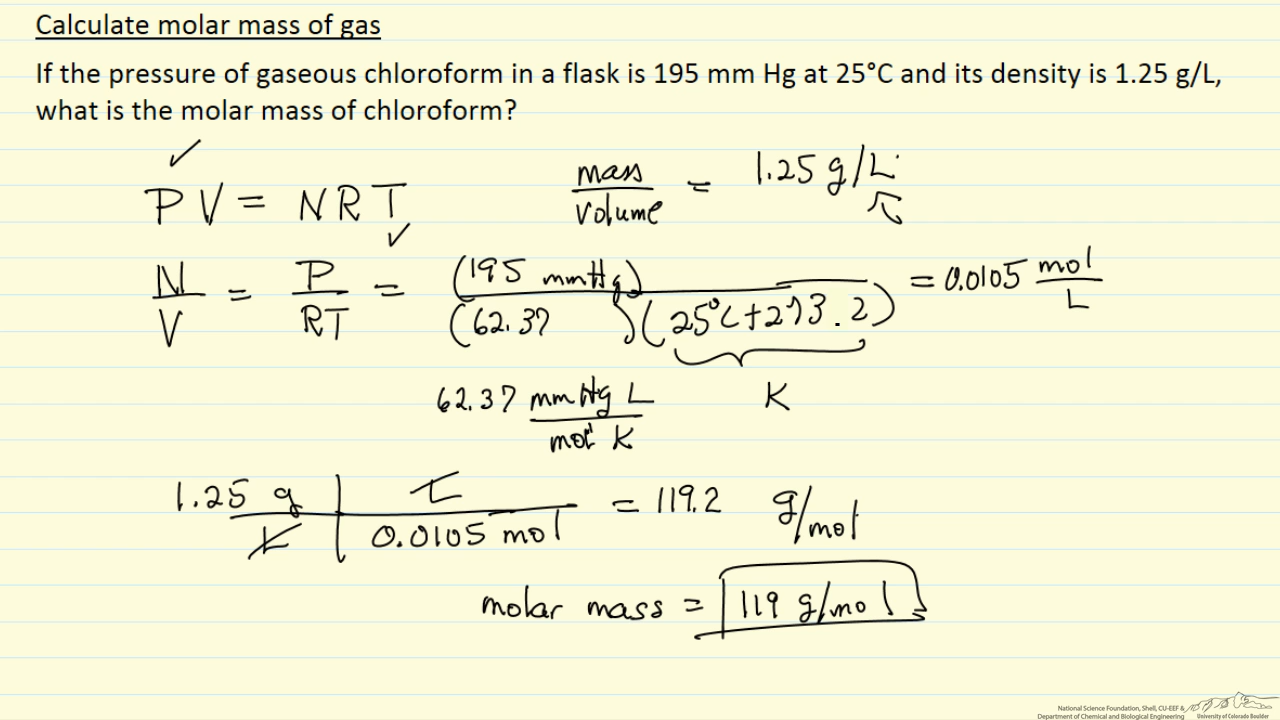 Calculate molar mass of gas
If the pressure of gaseous chloroform in a flask is 195 mm Hg at 25°C and its density is 1.25 g/L,
what is the molar mass of chloroform?
✓
PV = NRT
✓
mass/volume = 1.25 g/L
N/V = P/RT = (195 mmHg)/(62.37 )(25°C+273.2) = 0.0105 mol/L
62.37 mmHg L/mol K
K
1.25 g/L | L/0.0105 mol = 119.2 g/mol
molar mass = 119 g/mol
National Science Foundation, Shell, CU-EEF &
Department of Chemical and Biological Engineering
University of Colorado Boulder